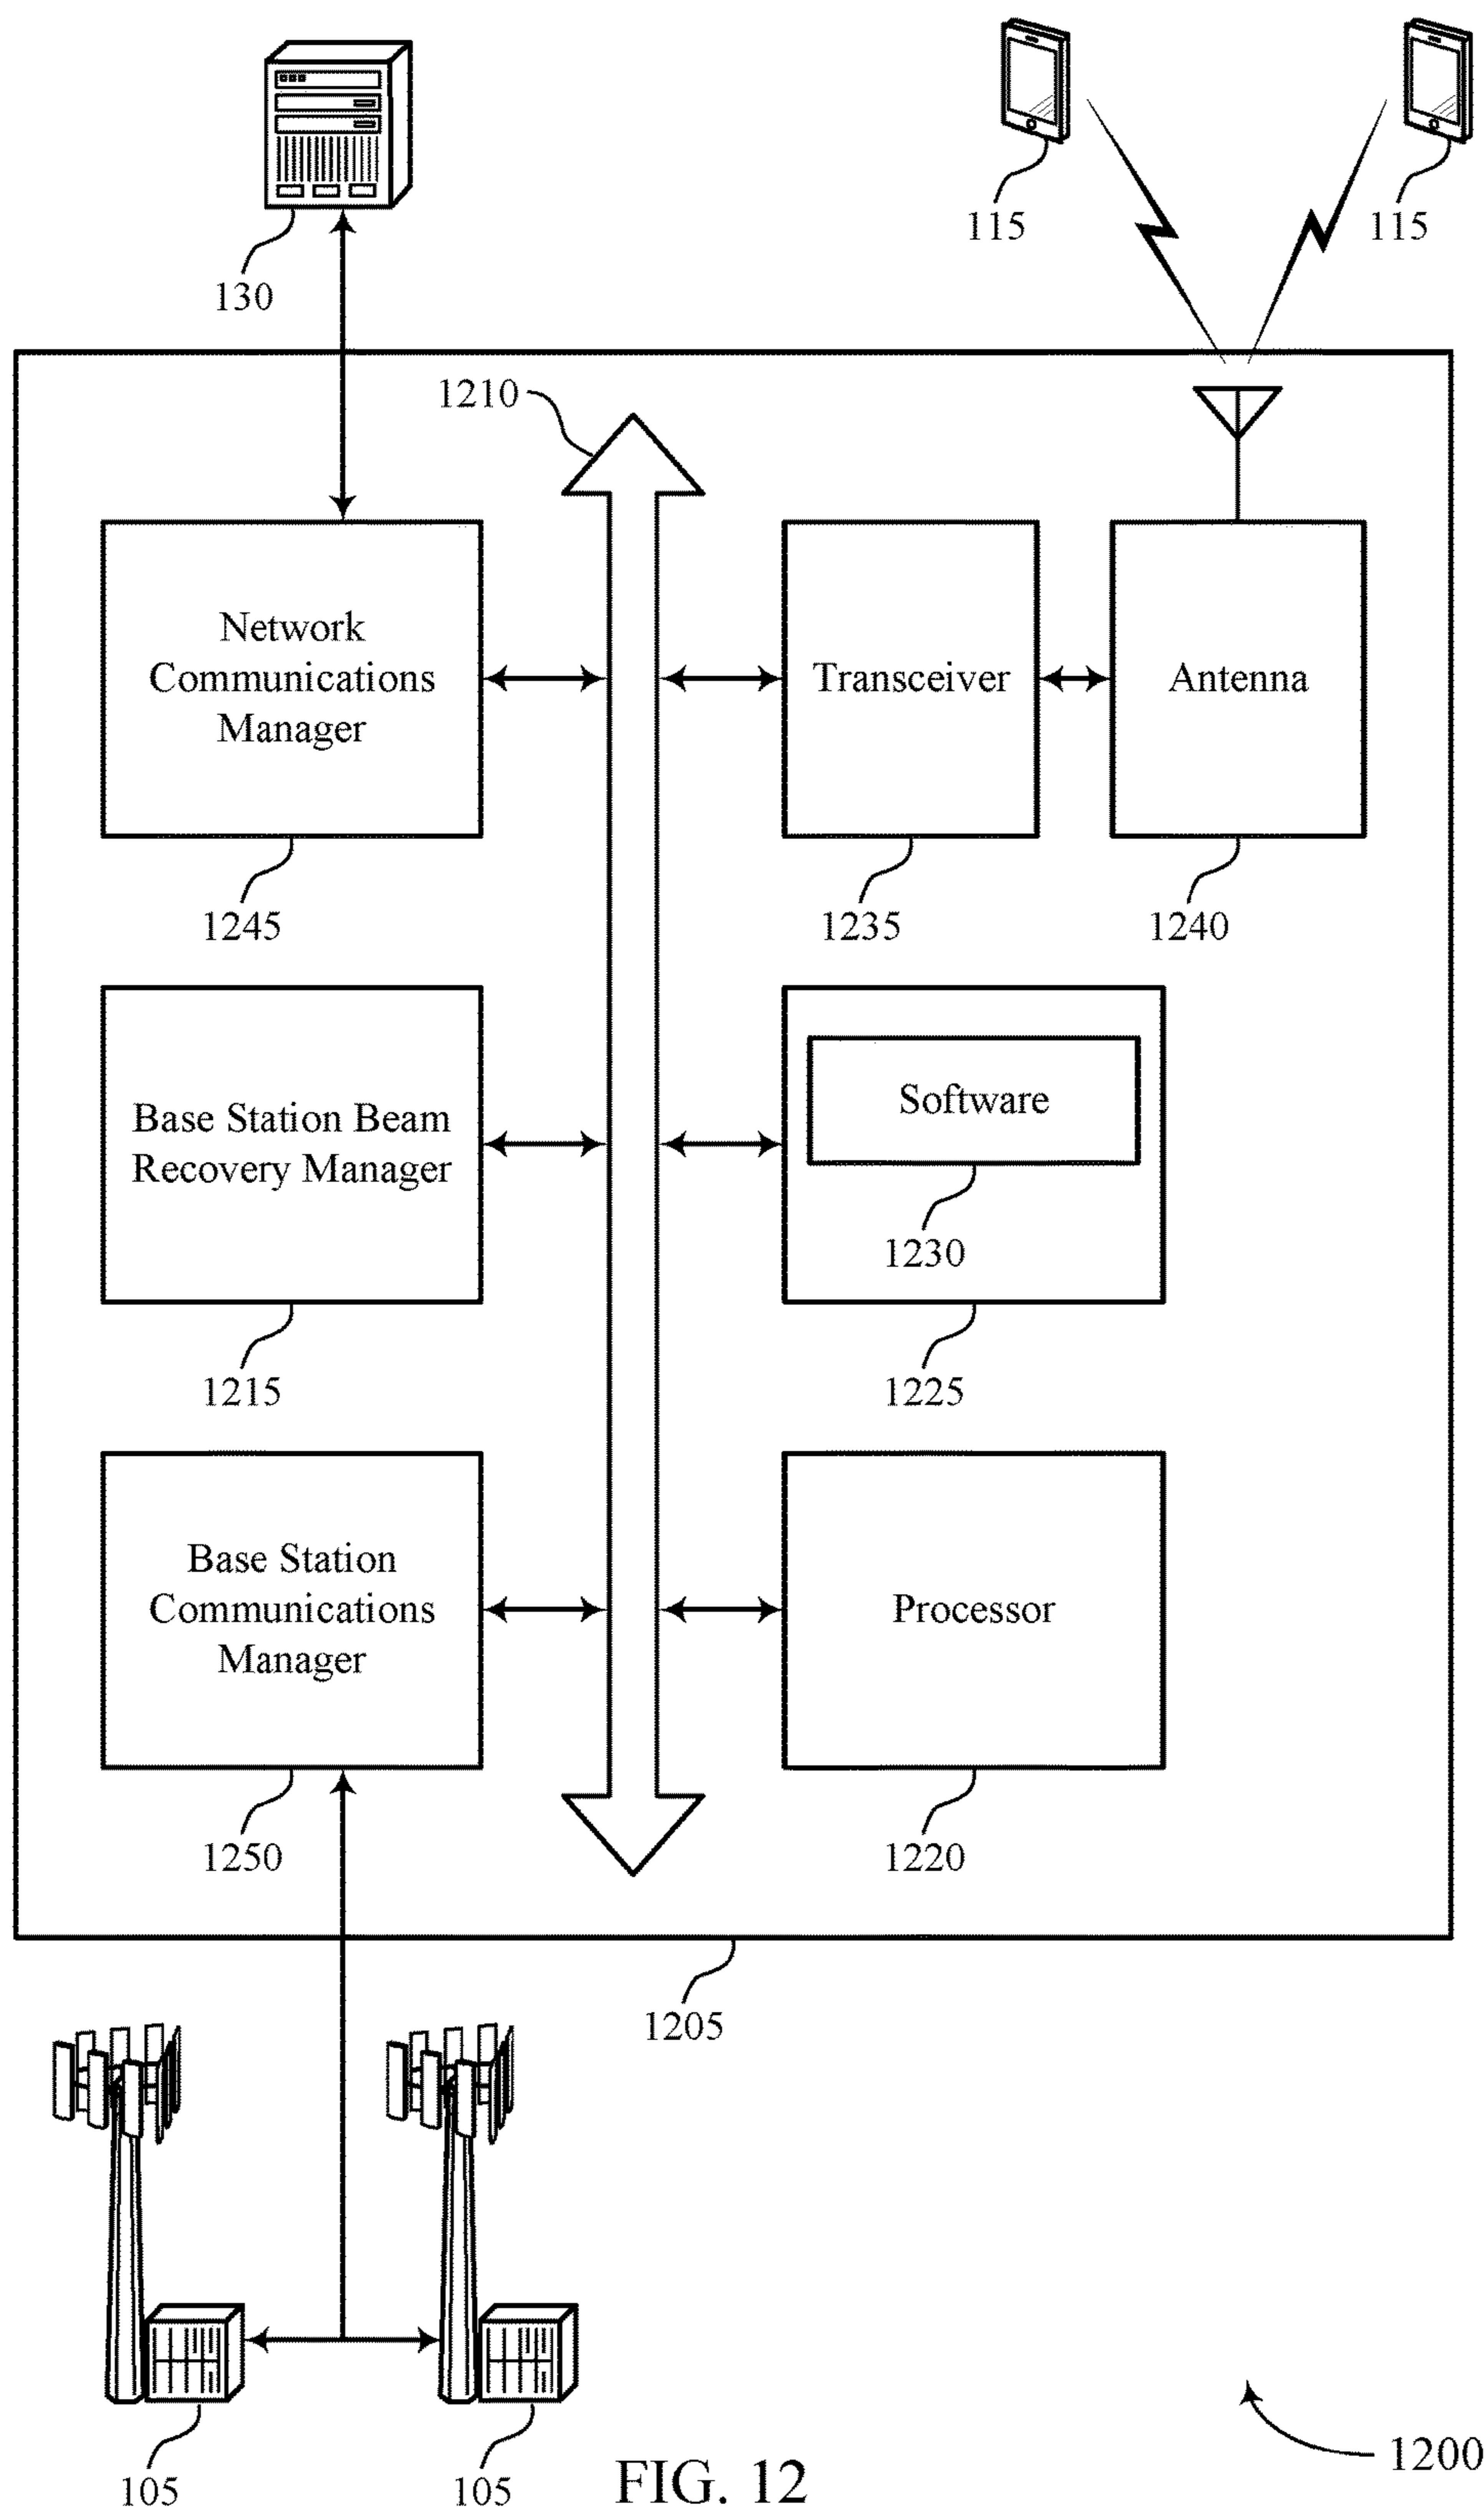 115
115
130
1210
Network
Communications
Manager
Transceiver
Antenna
1245
1235
1240
Base Station Beam
Recovery Manager
Software
1230
1215
1225
Base Station
Communications
Manager
Processor
1250
1220
1205
105
105
FIG. 12
1200